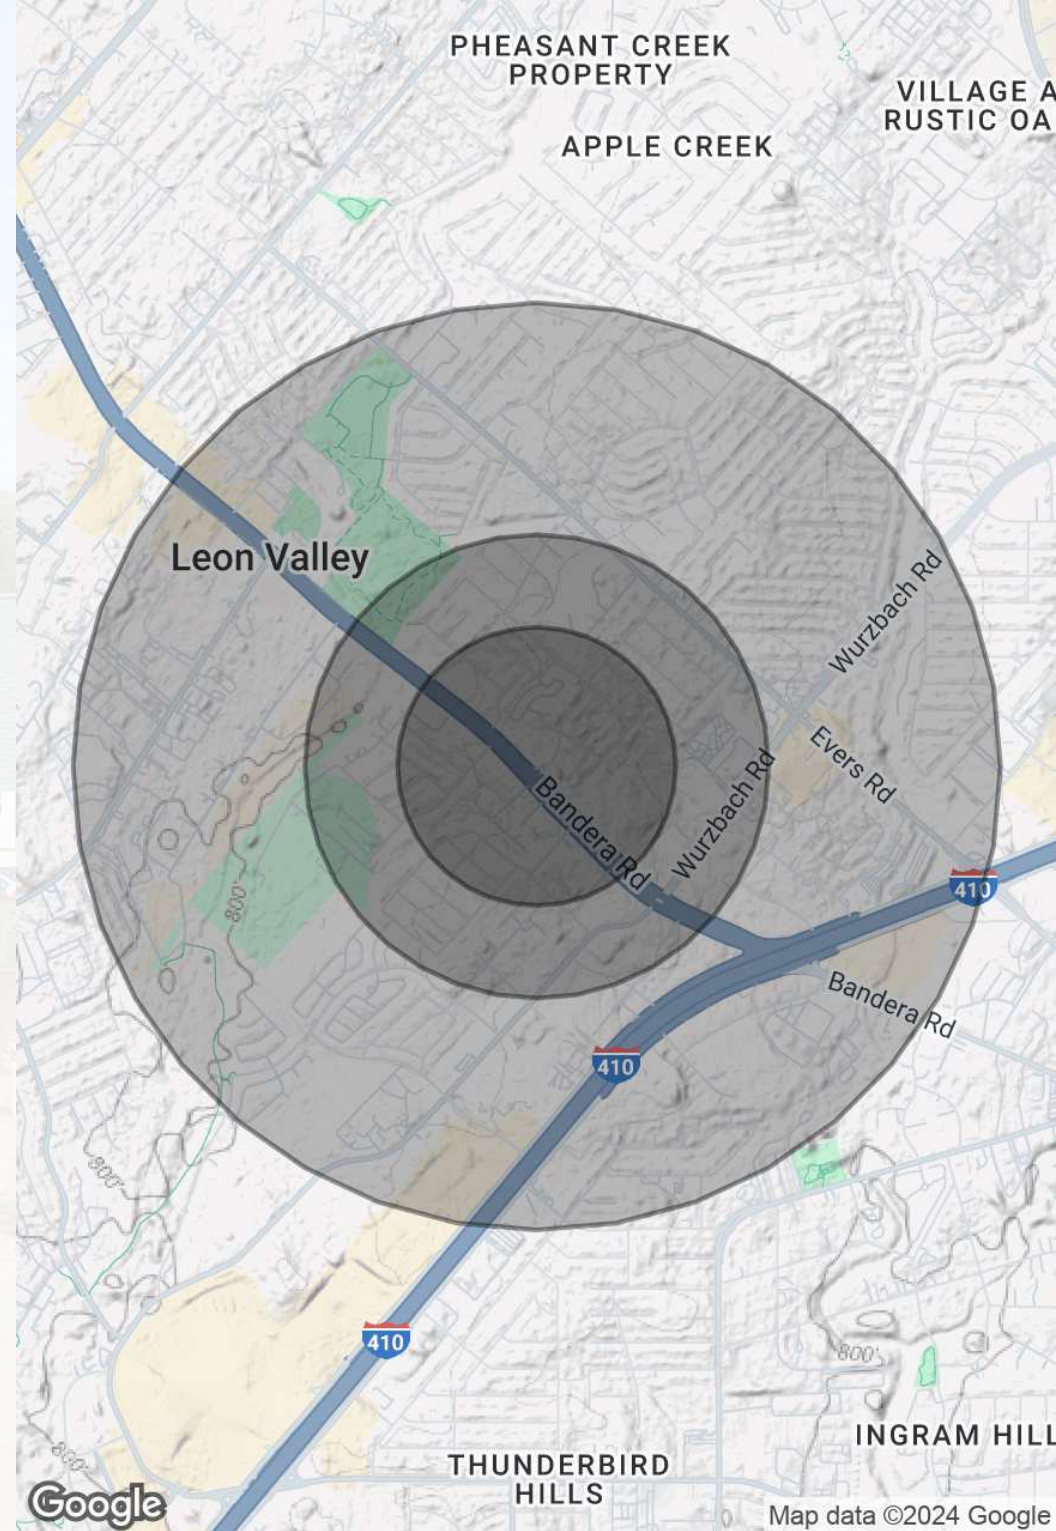 PHEASANT CREEK
PROPERTY
VILLAGE A
RUSTIC OA
APPLE CREEK
Leon Valley
Wurzbach Rd
Evers Rd
Wurzbach Rd
Bandera Rd
410
800'
Bandera Rd
410
800'
410
800'
INGRAM HILL
800'
THUNDERBIRD
HILLS
Google
Map data ©2024 Google